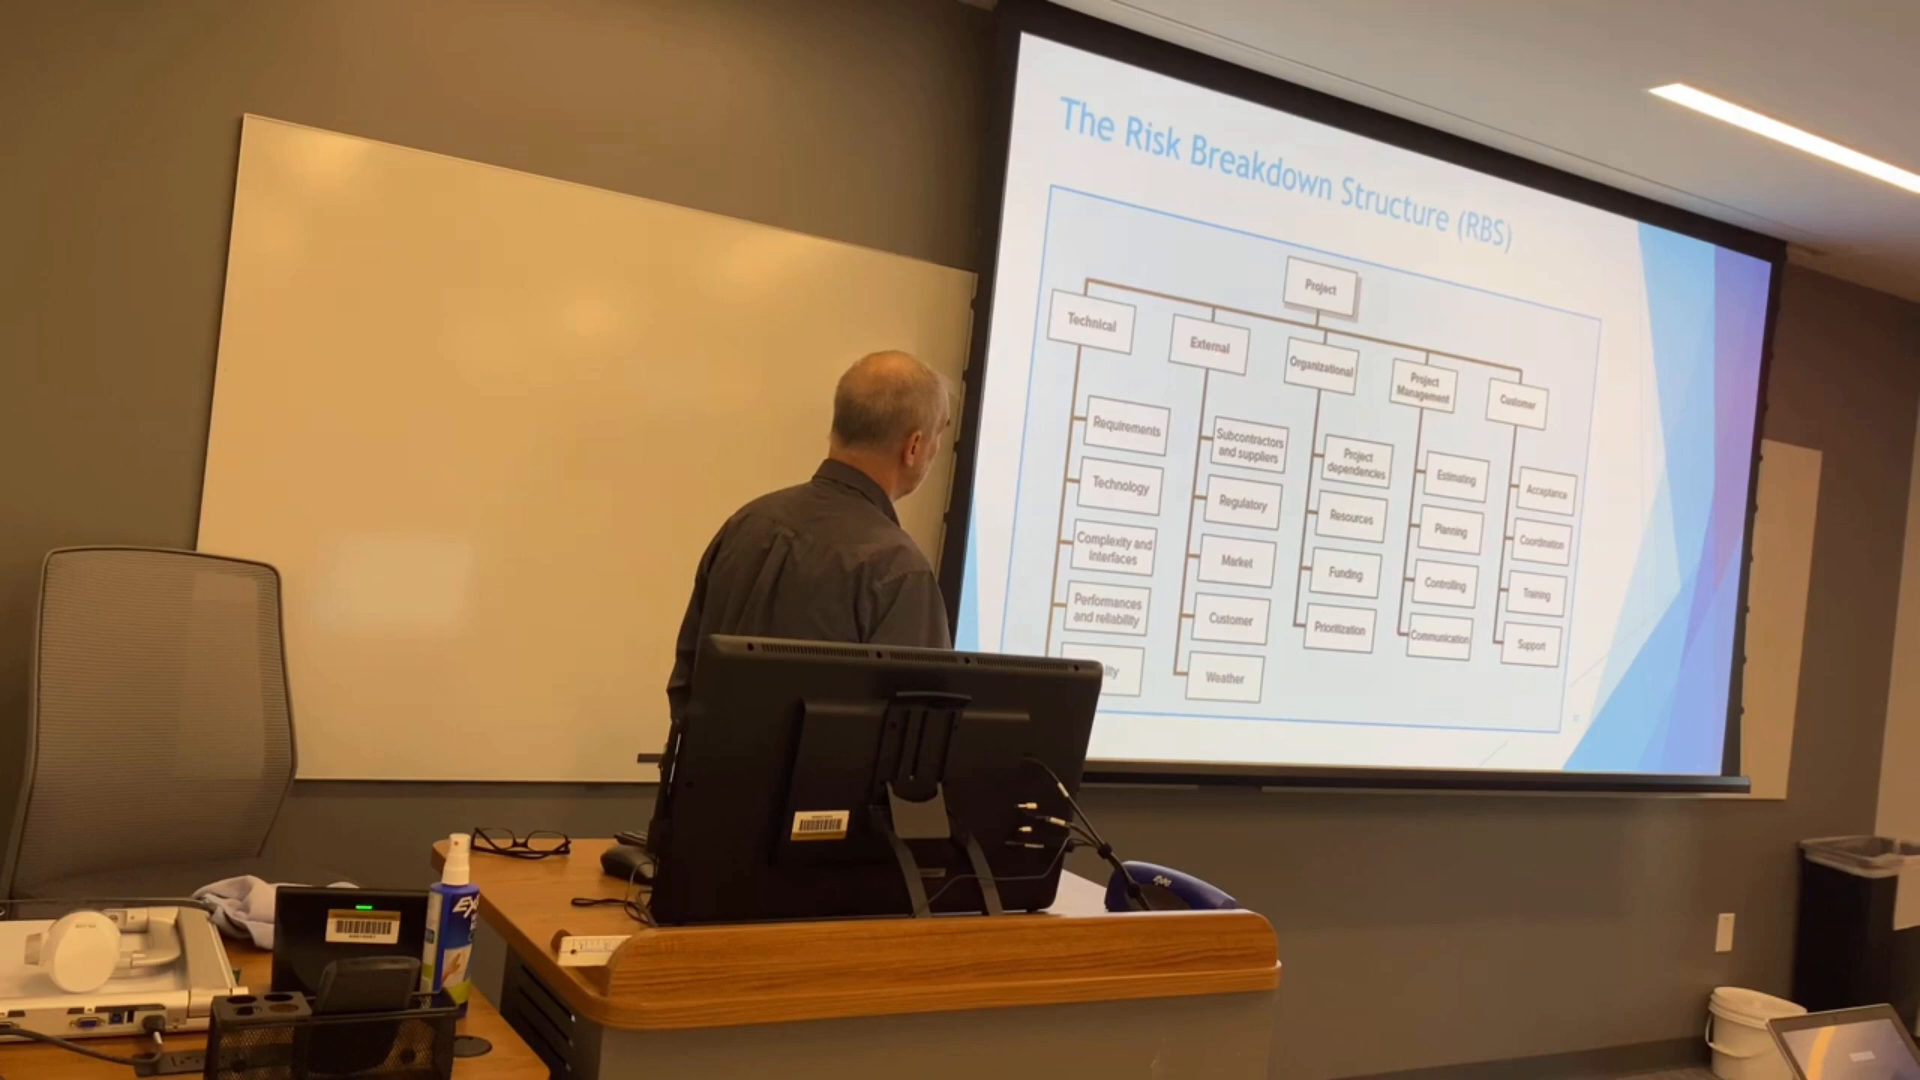 The Risk Breakdown Structure (RBS)
Project
Technical
External
Organizational
Project
Management
Customer
Requirements
Technology
Complexity and
interfaces
Performances
and reliability
lity
Subcontractors
and suppliers
Regulatory
Market
Customer
Weather
Project
dependencies
Resources
Funding
Prioritization
Estimating
Planning
Controlling
Communication
Acceptance
Coordination
Training
Support